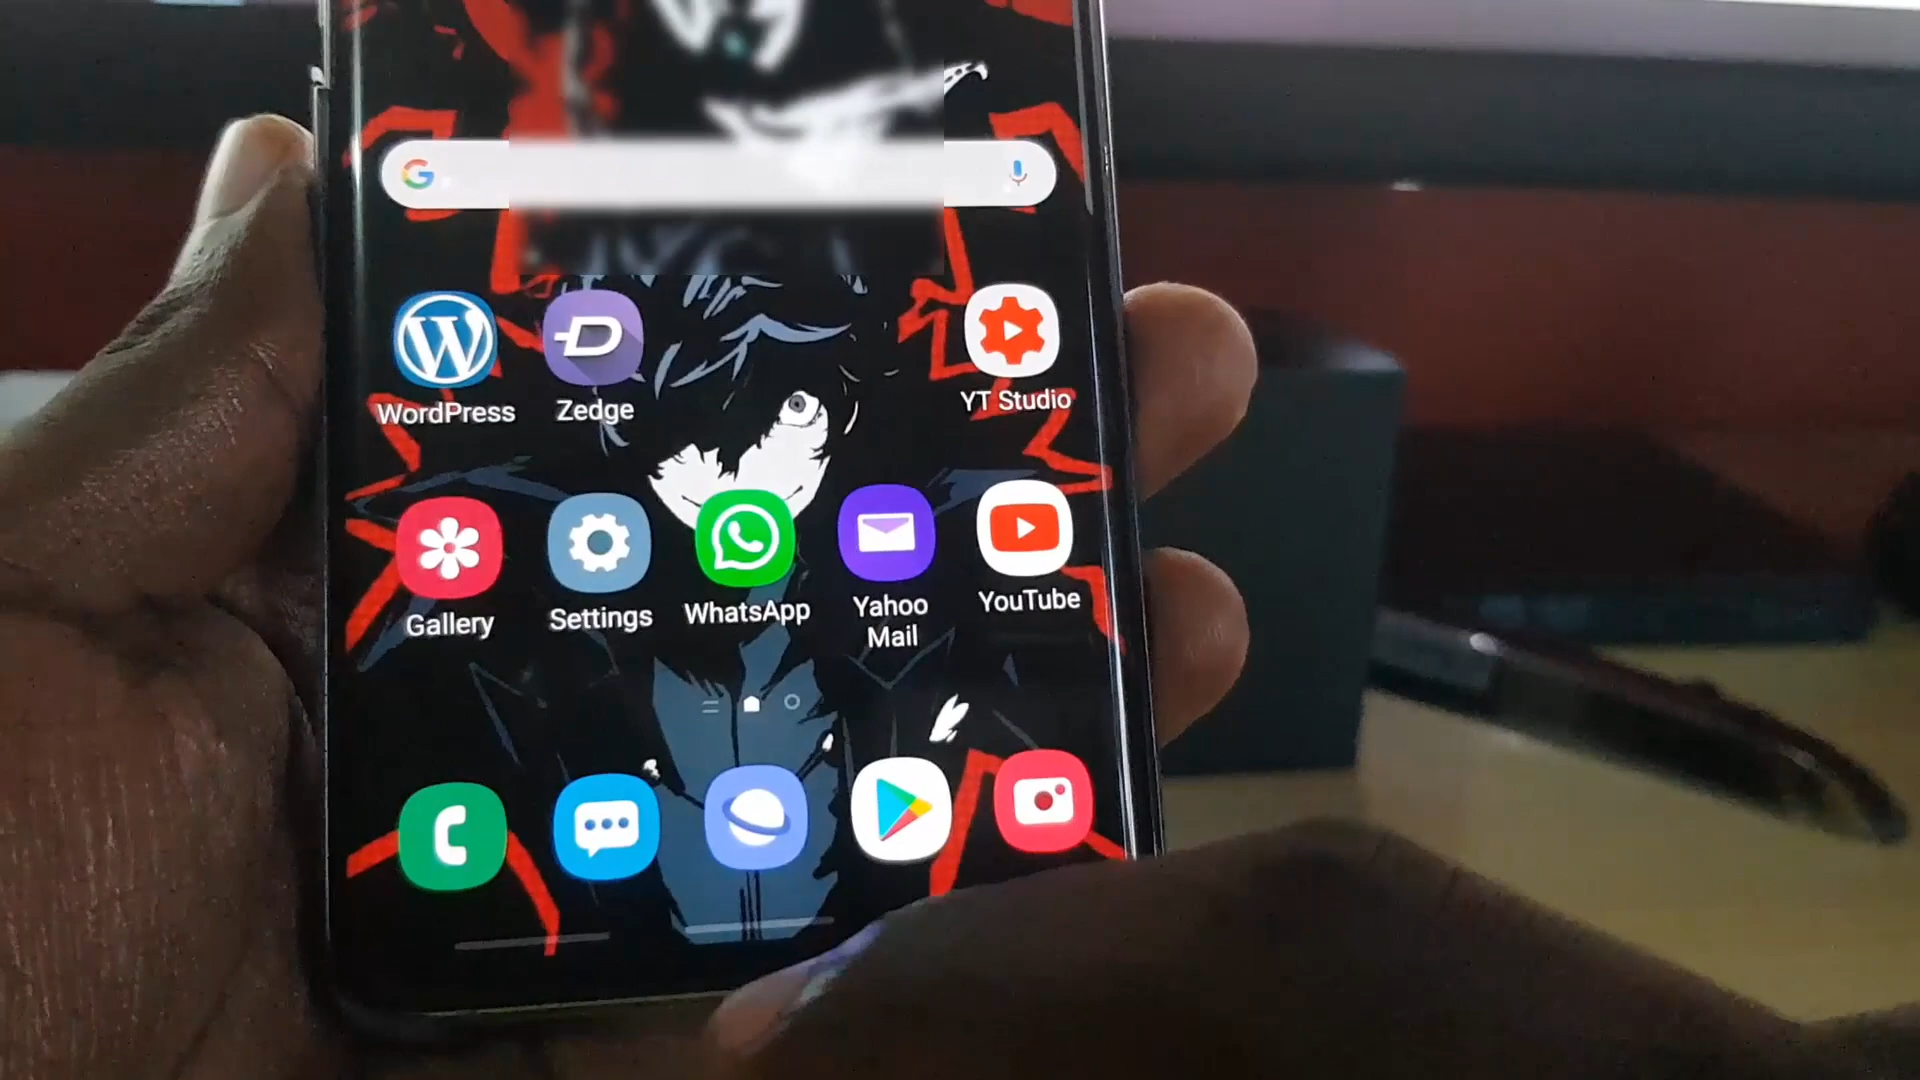 WordPress
Zedge
YT Studio
Gallery
Settings
WhatsApp
Yahoo
Mail
YouTube